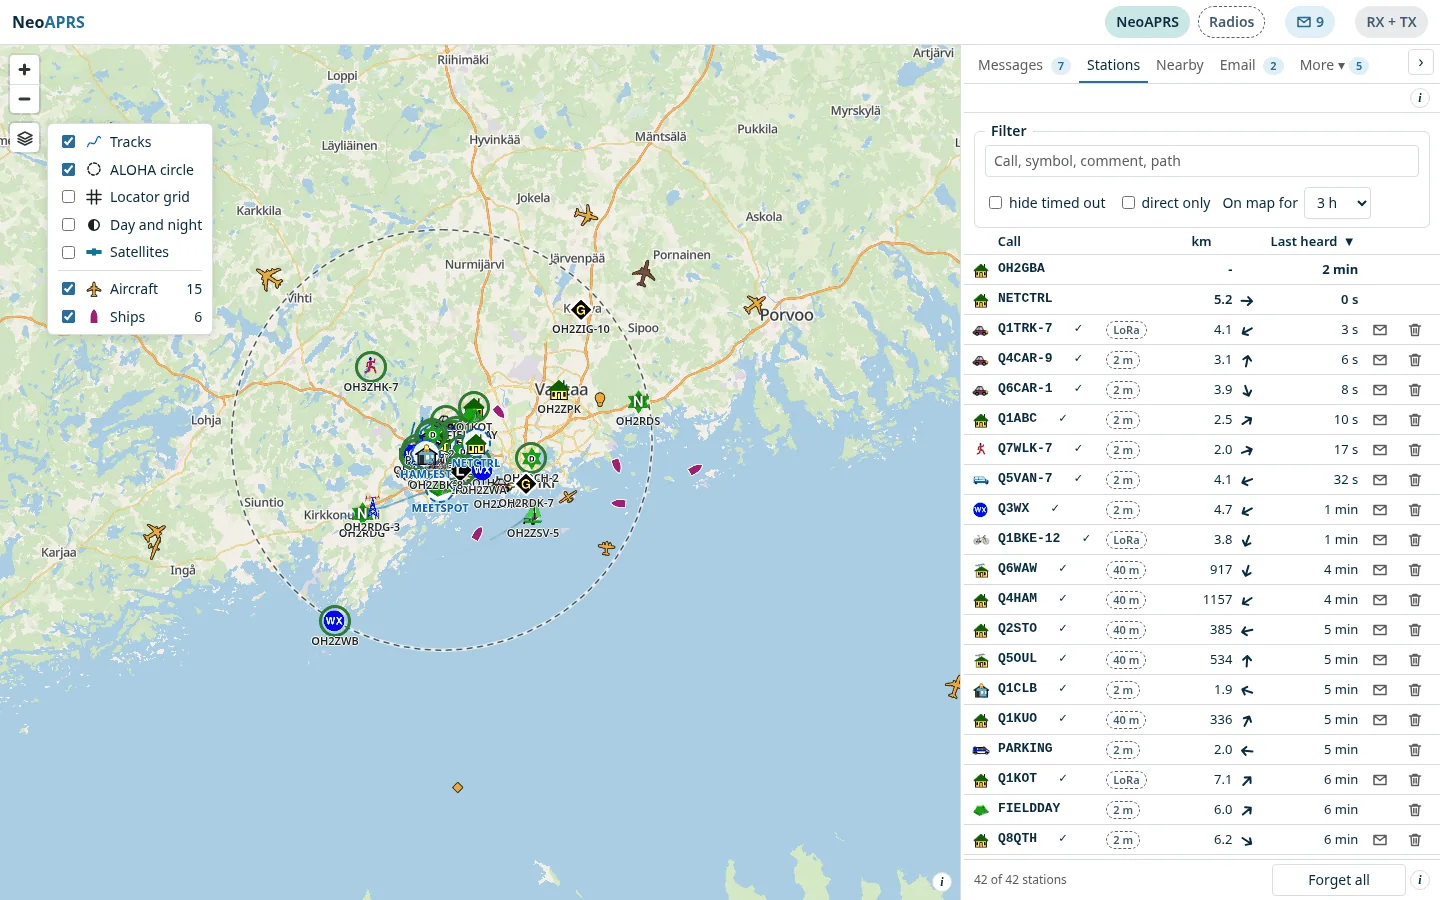 NeoAPRS
NeoAPRS
Radios
9
RX + TX
Messages 7
Stations
Nearby
Email 2
More ▾ 5
›
i
Filter
Call, symbol, comment, path
hide timed out
direct only
On map for
3 h
Call km Last heard ▼
OH2GBA - 2 min
NETCTRL 5.2 0 s
Q1TRK-7 ✓ LoRa 4.1 3 s
Q4CAR-9 ✓ 2 m 3.1 6 s
Q6CAR-1 ✓ 2 m 3.9 8 s
Q1ABC ✓ 2 m 2.5 10 s
Q7WLK-7 ✓ 2 m 2.0 17 s
Q5VAN-7 ✓ 2 m 4.1 32 s
WX Q3WX ✓ 2 m 4.7 1 min
Q1BKE-12 ✓ LoRa 3.8 1 min
Q6WAW ✓ 40 m 917 4 min
Q4HAM ✓ 40 m 1157 4 min
Q2STO ✓ 40 m 385 5 min
Q5OUL ✓ 40 m 534 5 min
Q1CLB ✓ 2 m 1.9 5 min
Q1KUO ✓ 40 m 336 5 min
PARKING 2 m 2.0 5 min
Q1KOT ✓ LoRa 7.1 6 min
FIELDDAY 2 m 6.0 6 min
Q8QTH ✓ 2 m 6.2 6 min
42 of 42 stations
Forget all
i
+
−
Tracks
ALOHA circle
Locator grid
Day and night
Satellites
Aircraft 15
Ships 6
Artjärvi
Riihimäki
Loppi
Myrskylä
Pukkila
Mäntsälä
Hyvinkää
Läyliäinen
Jokela
Karkkila
Askola
Järvenpää
Pornainen
Nurmijärvi
Vihti
G
OH2ZIG-10
Sipoo
Porvoo
OH3ZHK-7
OH2ZPK
N
OH2RDS
Lohja
NETCTRL
WX
D
G
OH2RDK-7
OH2ZBK-8
MEETSPOT
Siuntio
N
OH2RDG-3
OH2RDG
OH2ZSV-5
Karjaa
Ingå
WX
OH2ZWB
i